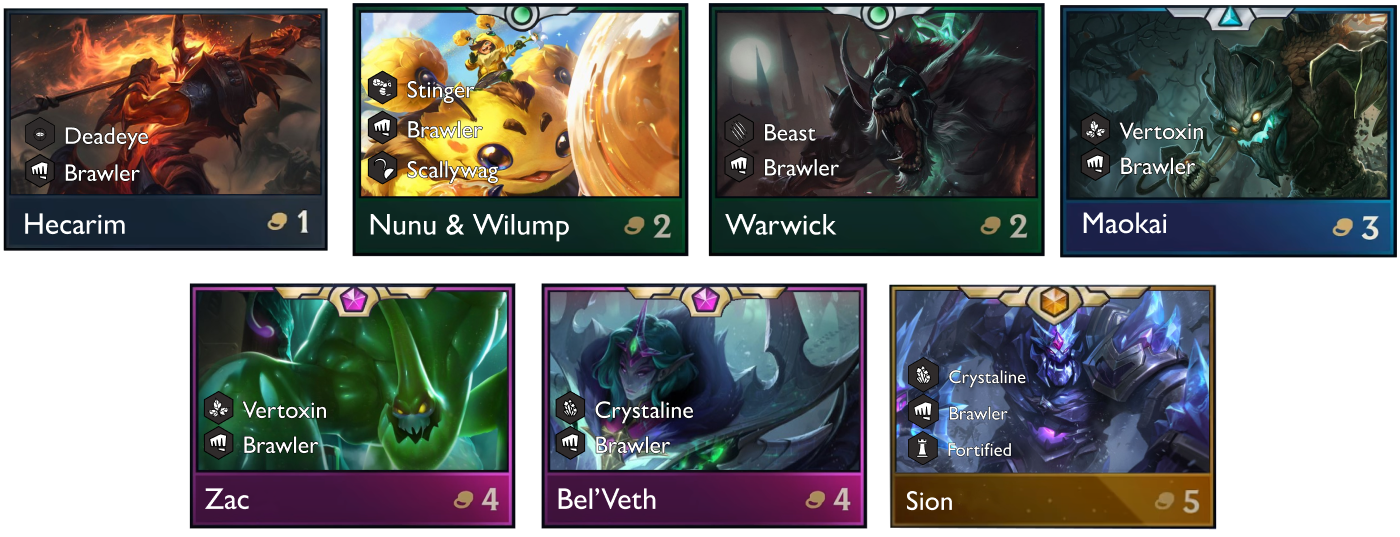 Deadeye
Brawler
Hecarim
1
Stinger
Brawler
Scallywag
Nunu & Wilump
2
Beast
Brawler
Warwick
2
Vertoxin
Brawler
Maokai
3
Vertoxin
Brawler
Zac
4
Crystaline
Brawler
Bel'Veth
4
Crystaline
Brawler
Fortified
Sion
5